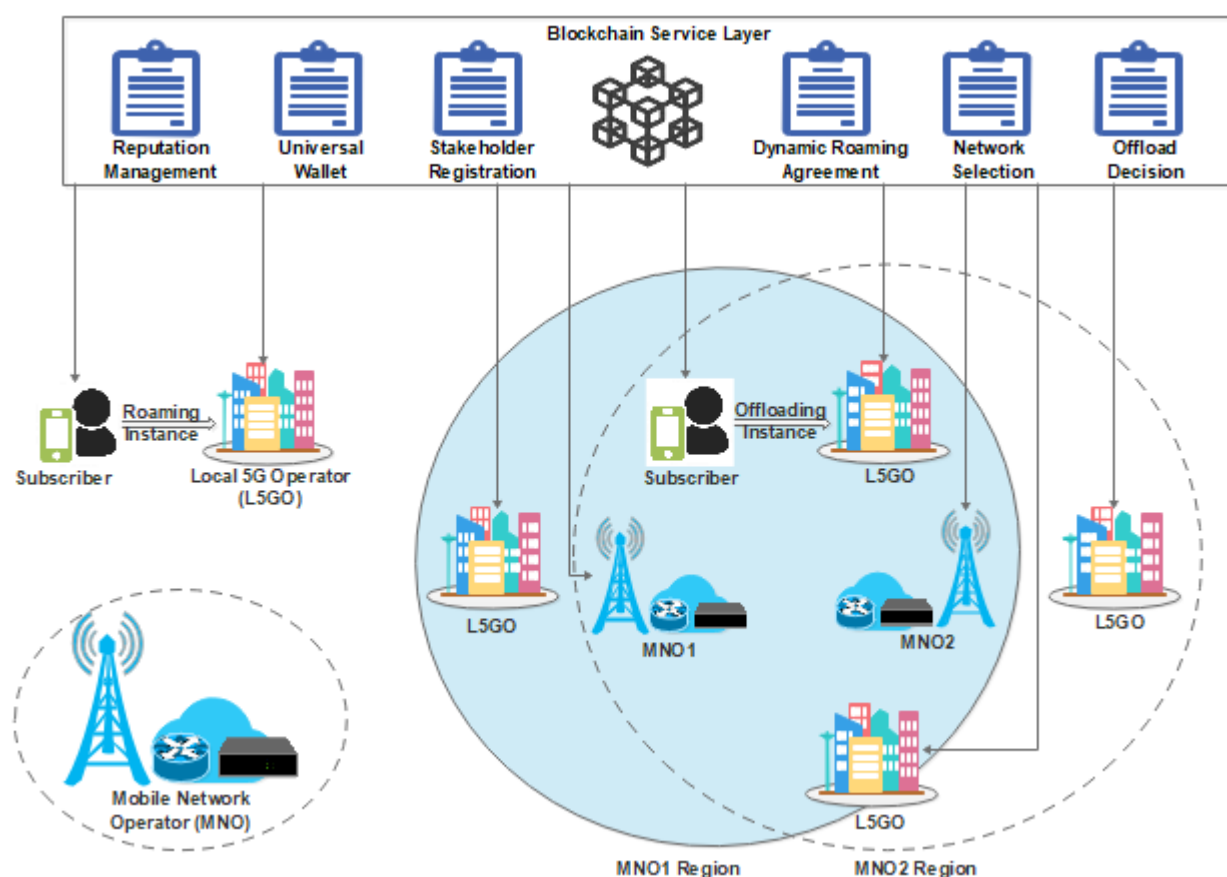 Blockchain Service Layer
Reputation
Management
Universal
Wallet
Stakeholder
Registration
Dynamic Roaming
Agreement
Network
Selection
Offload
Decision
Roaming
Instance
Subscriber
Local 5G Operator
(L5GO)
Offloading
Instance
Subscriber
L5GO
L5GO
L5GO
MNO1
MNO2
L5GO
Mobile Network
Operator (MNO)
MNO1 Region
MNO2 Region